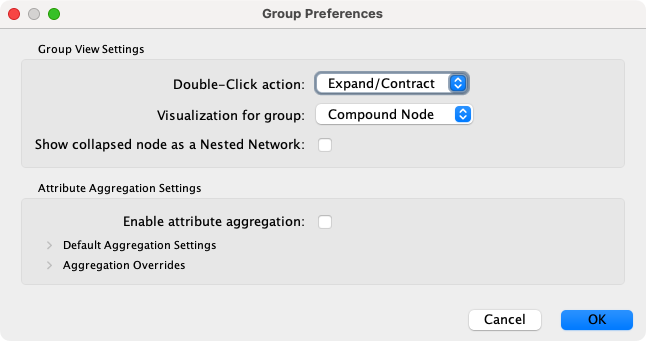 Group Preferences
Group View Settings
Double-Click action: Expand/Contract
Visualization for group: Compound Node
Show collapsed node as a Nested Network:
Attribute Aggregation Settings
Enable attribute aggregation:
Default Aggregation Settings
Aggregation Overrides
Cancel OK